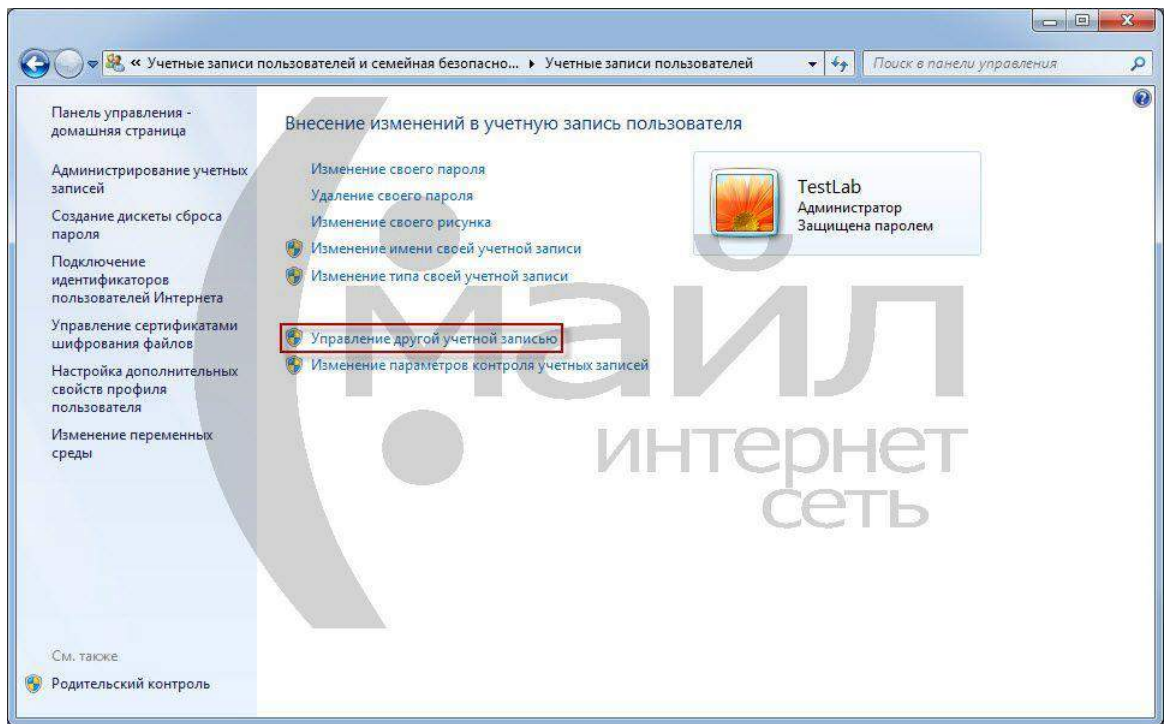 « Учетные записи пользователей и семейная безопасно... ▸ Учетные записи пользователей
Поиск в панели управления
Панель управления -
домашняя страница
Администрирование учетных
записей
Создание дискеты сброса
пароля
Подключение
идентификаторов
пользователей Интернета
Управление сертификатами
шифрования файлов
Настройка дополнительных
свойств профиля
пользователя
Изменение переменных
среды
См. также
Родительский контроль
Внесение изменений в учетную запись пользователя
Изменение своего пароля
Удаление своего пароля
Изменение своего рисунка
Изменение имени своей учетной записи
Изменение типа своей учетной записи
Управление другой учетной записью
Изменение параметров контроля учетных записей
TestLab
Администратор
Защищена паролем
маил
интернет
сеть